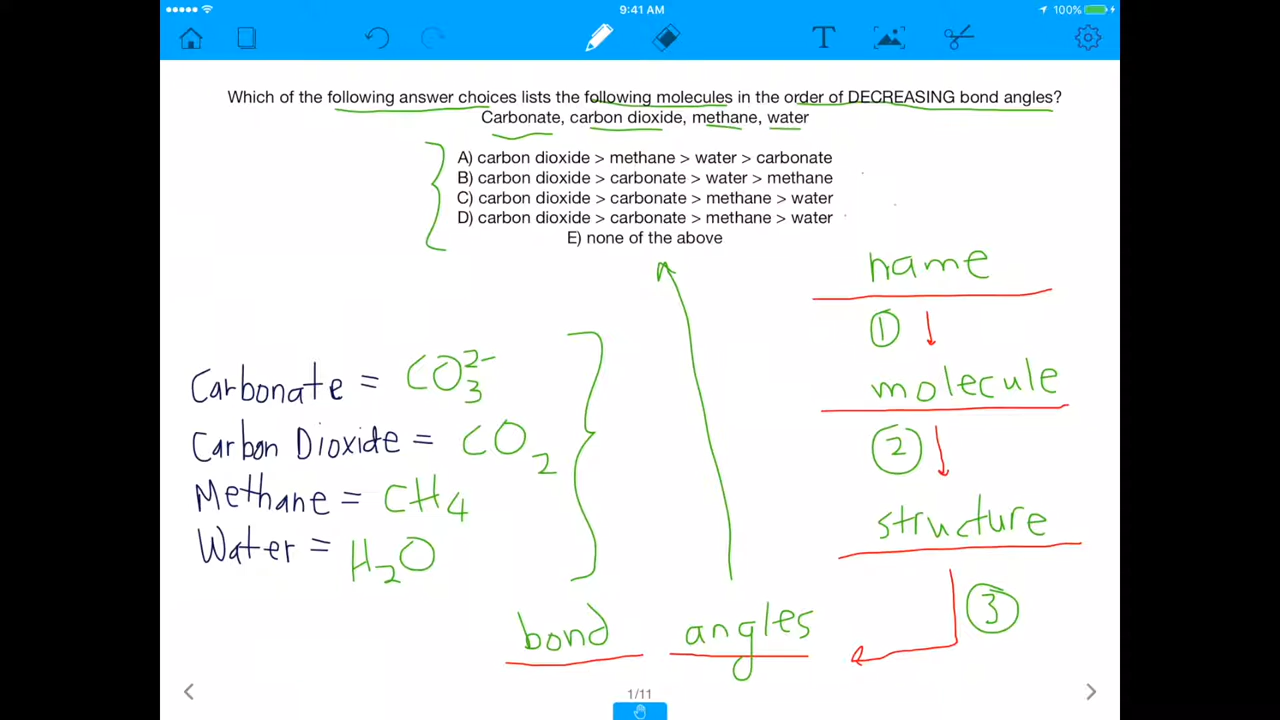 9:41 AM
100%
T
Which of the following answer choices lists the following molecules in the order of DECREASING bond angles?
Carbonate, carbon dioxide, methane, water
A) carbon dioxide > methane > water > carbonate
B) carbon dioxide > carbonate > water > methane
C) carbon dioxide > carbonate > methane > water
D) carbon dioxide > carbonate > methane > water
E) none of the above
name
1
molecule
2
structure
3
Carbonate = CO₃²⁻
Carbon Dioxide = CO₂
Methane = CH₄
Water = H₂O
bond angles
1/11